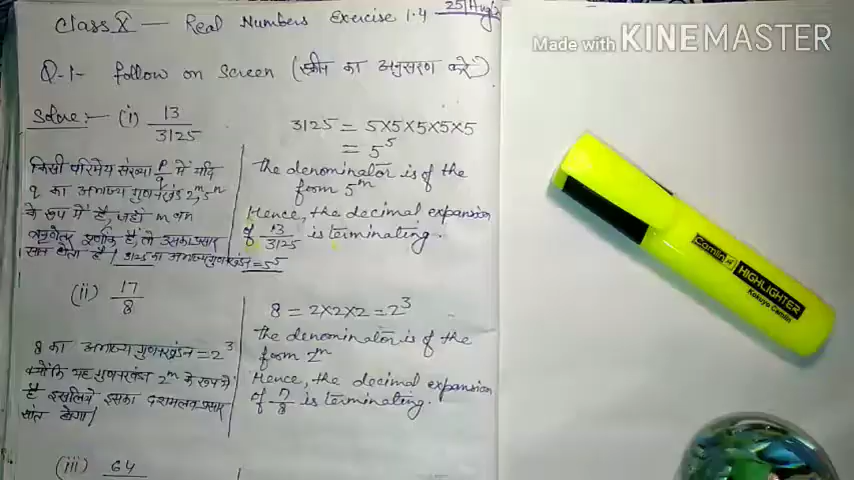 25/Aug/
Class X — Real Numbers Exercise 1.4
Made with KINEMASTER
Q-1- follow on screen (स्क्रीन का अनुसरण करें)
Solve:- (i) 13/3125
3125 = 5×5×5×5×5
= 5^5
किसी परिमेय संख्या p/q में यदि
q का अभाज्य गुणनखंड 2^m, 5^n
के रूप में है, जहाँ m व n
पूर्णांक है, तो उसका प्रसार
सांत होता है। 3125 का अभाज्य गुणनखंडन = 5^5
The denominator is of the
form 5^m
Hence, the decimal expansion
of 13/3125 is terminating.
(ii) 17/8
8 = 2×2×2 = 2^3
8 का अभाज्य गुणनखंडन = 2^3
क्योंकि यह गुणनखंड 2^m के रूप में
है इसलिये इसका दशमलव प्रसार
सांत होगा।
The denominator is of the
form 2^m
Hence, the decimal expansion
of 17/8 is terminating.
(iii) 64
Camlin
HIGHLIGHTER
Kokuyo Camlin